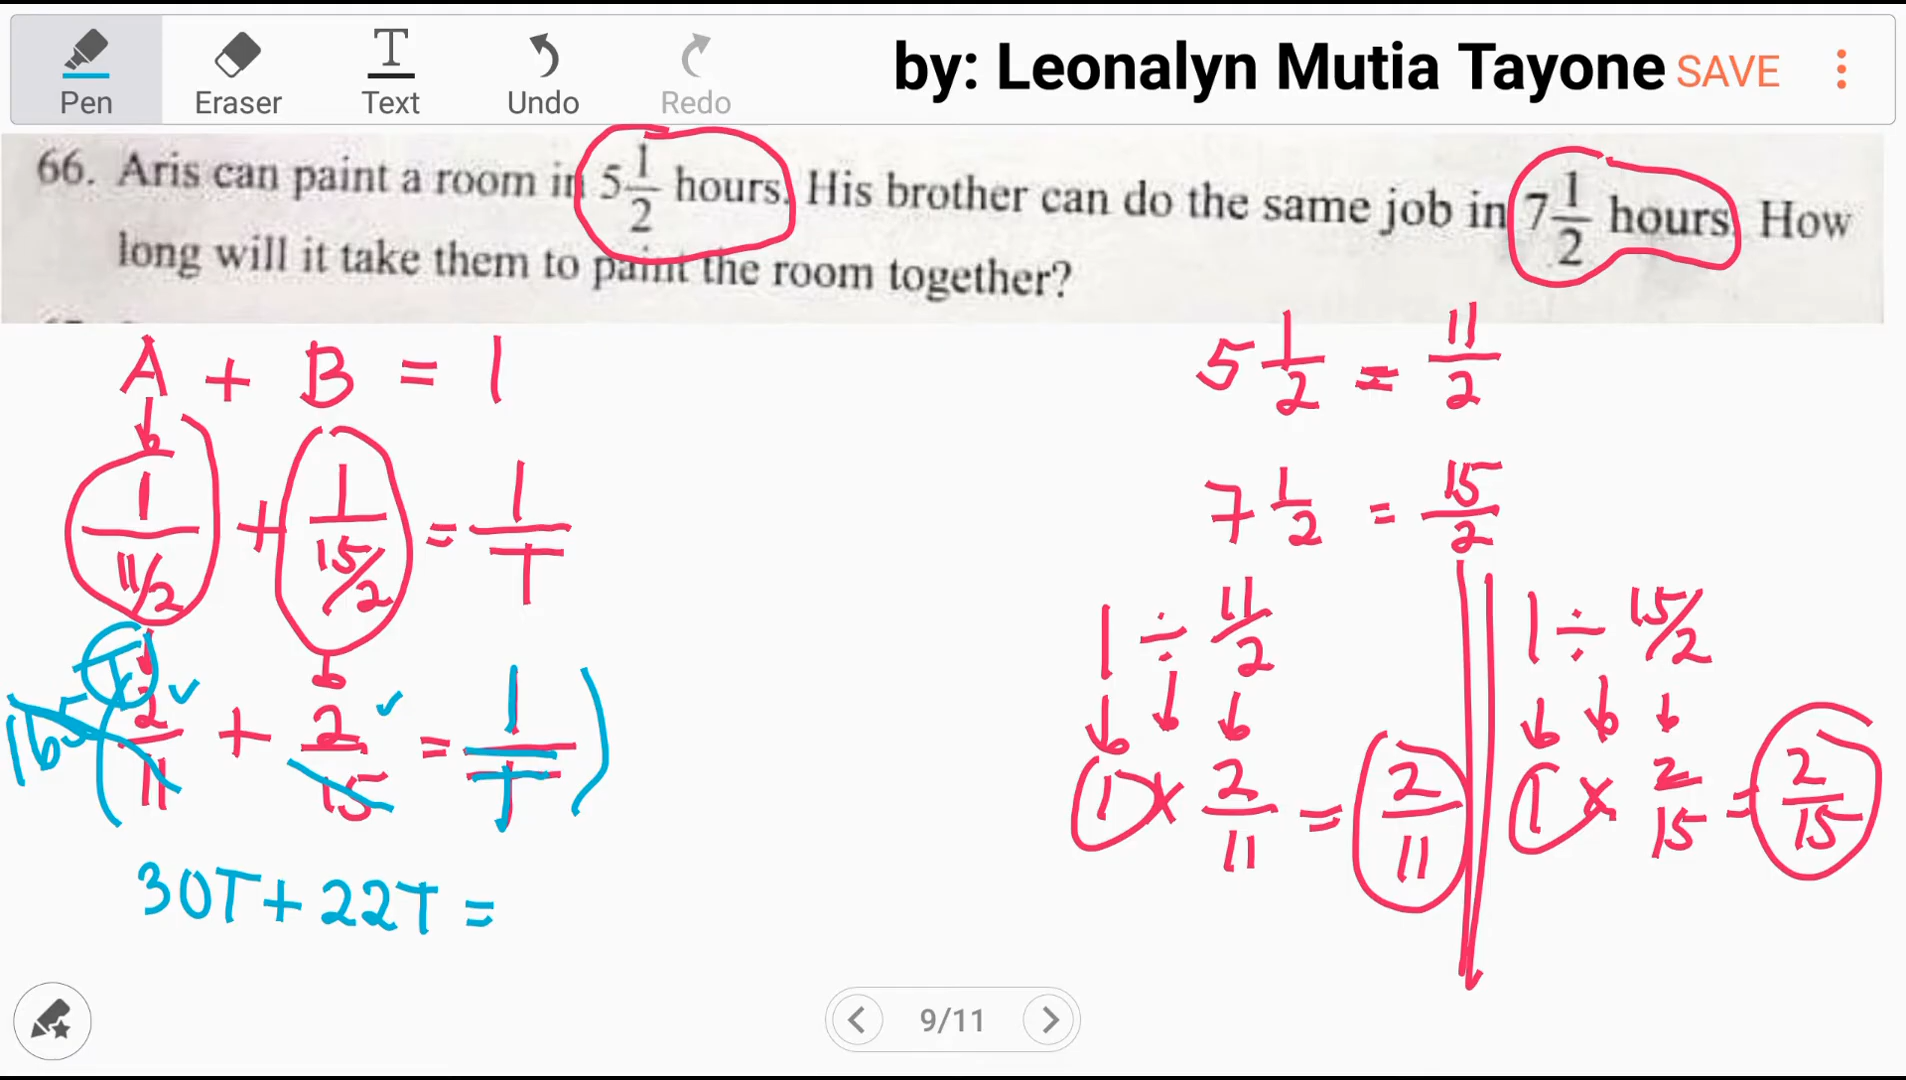 Pen Eraser Text Undo Redo by: Leonalyn Mutia Tayone SAVE
66. Aris can paint a room in 5 1/2 hours. His brother can do the same job in 7 1/2 hours. How
long will it take them to paint the room together?
A + B = 1
5 1/2 = 11/2
1/(11/2) + 1/(15/2) = 1/T
7 1/2 = 15/2
1 ÷ 11/2
1 ÷ 15/2
165T (2/11 + 2/15 = 1/T)
1 × 2/11 = 2/11
1 × 2/15 = 2/15
30T + 22T =
9/11